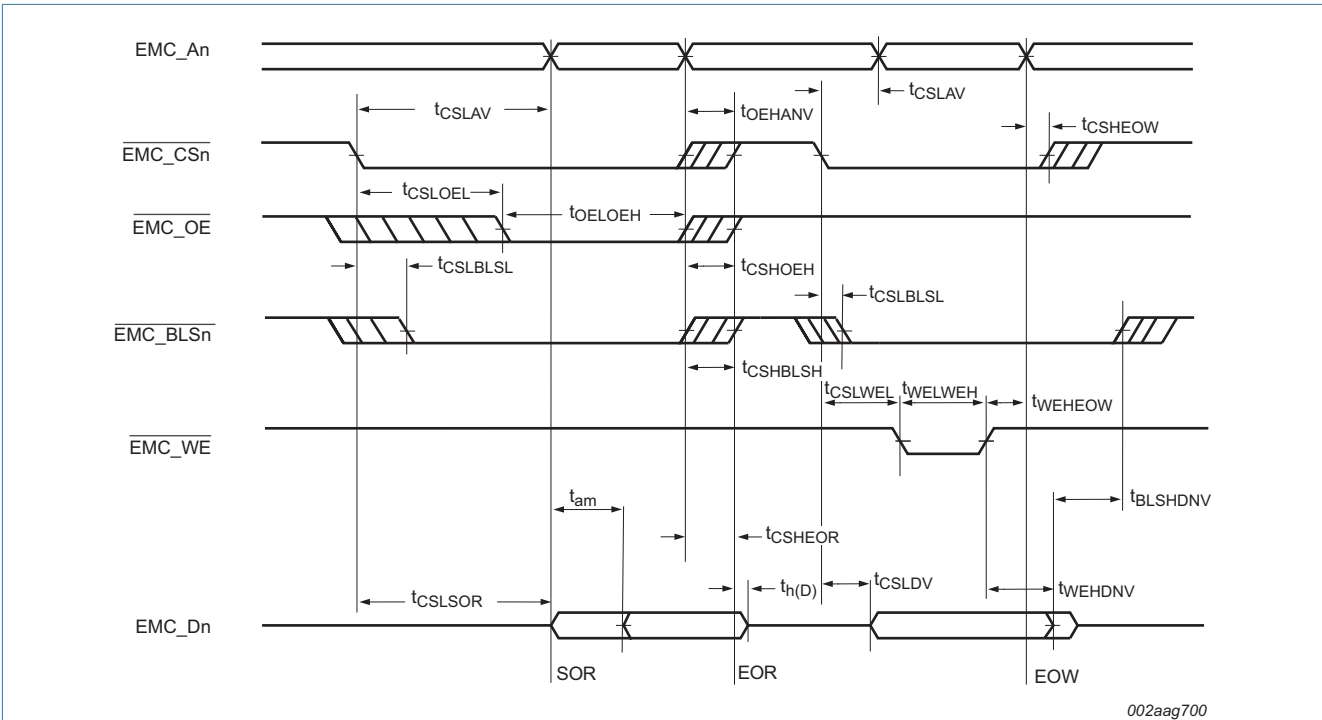 EMC_An
tCSLAV
tOEHANV
tCSLAV
tCSHEOW
EMC_CSn
tCSLOEL
tOELOEH
EMC_OE
tCSLBLSL
tCSHOEH
tCSLBLSL
EMC_BLSn
tCSHBLSH
tCSLWEL
tWELWEH
tWEHEOW
EMC_WE
tam
tBLSHDNV
tCSHEOR
th(D)
tCSLDV
tCSLSOR
tWEHDNV
EMC_Dn
SOR
EOR
EOW
002aag700